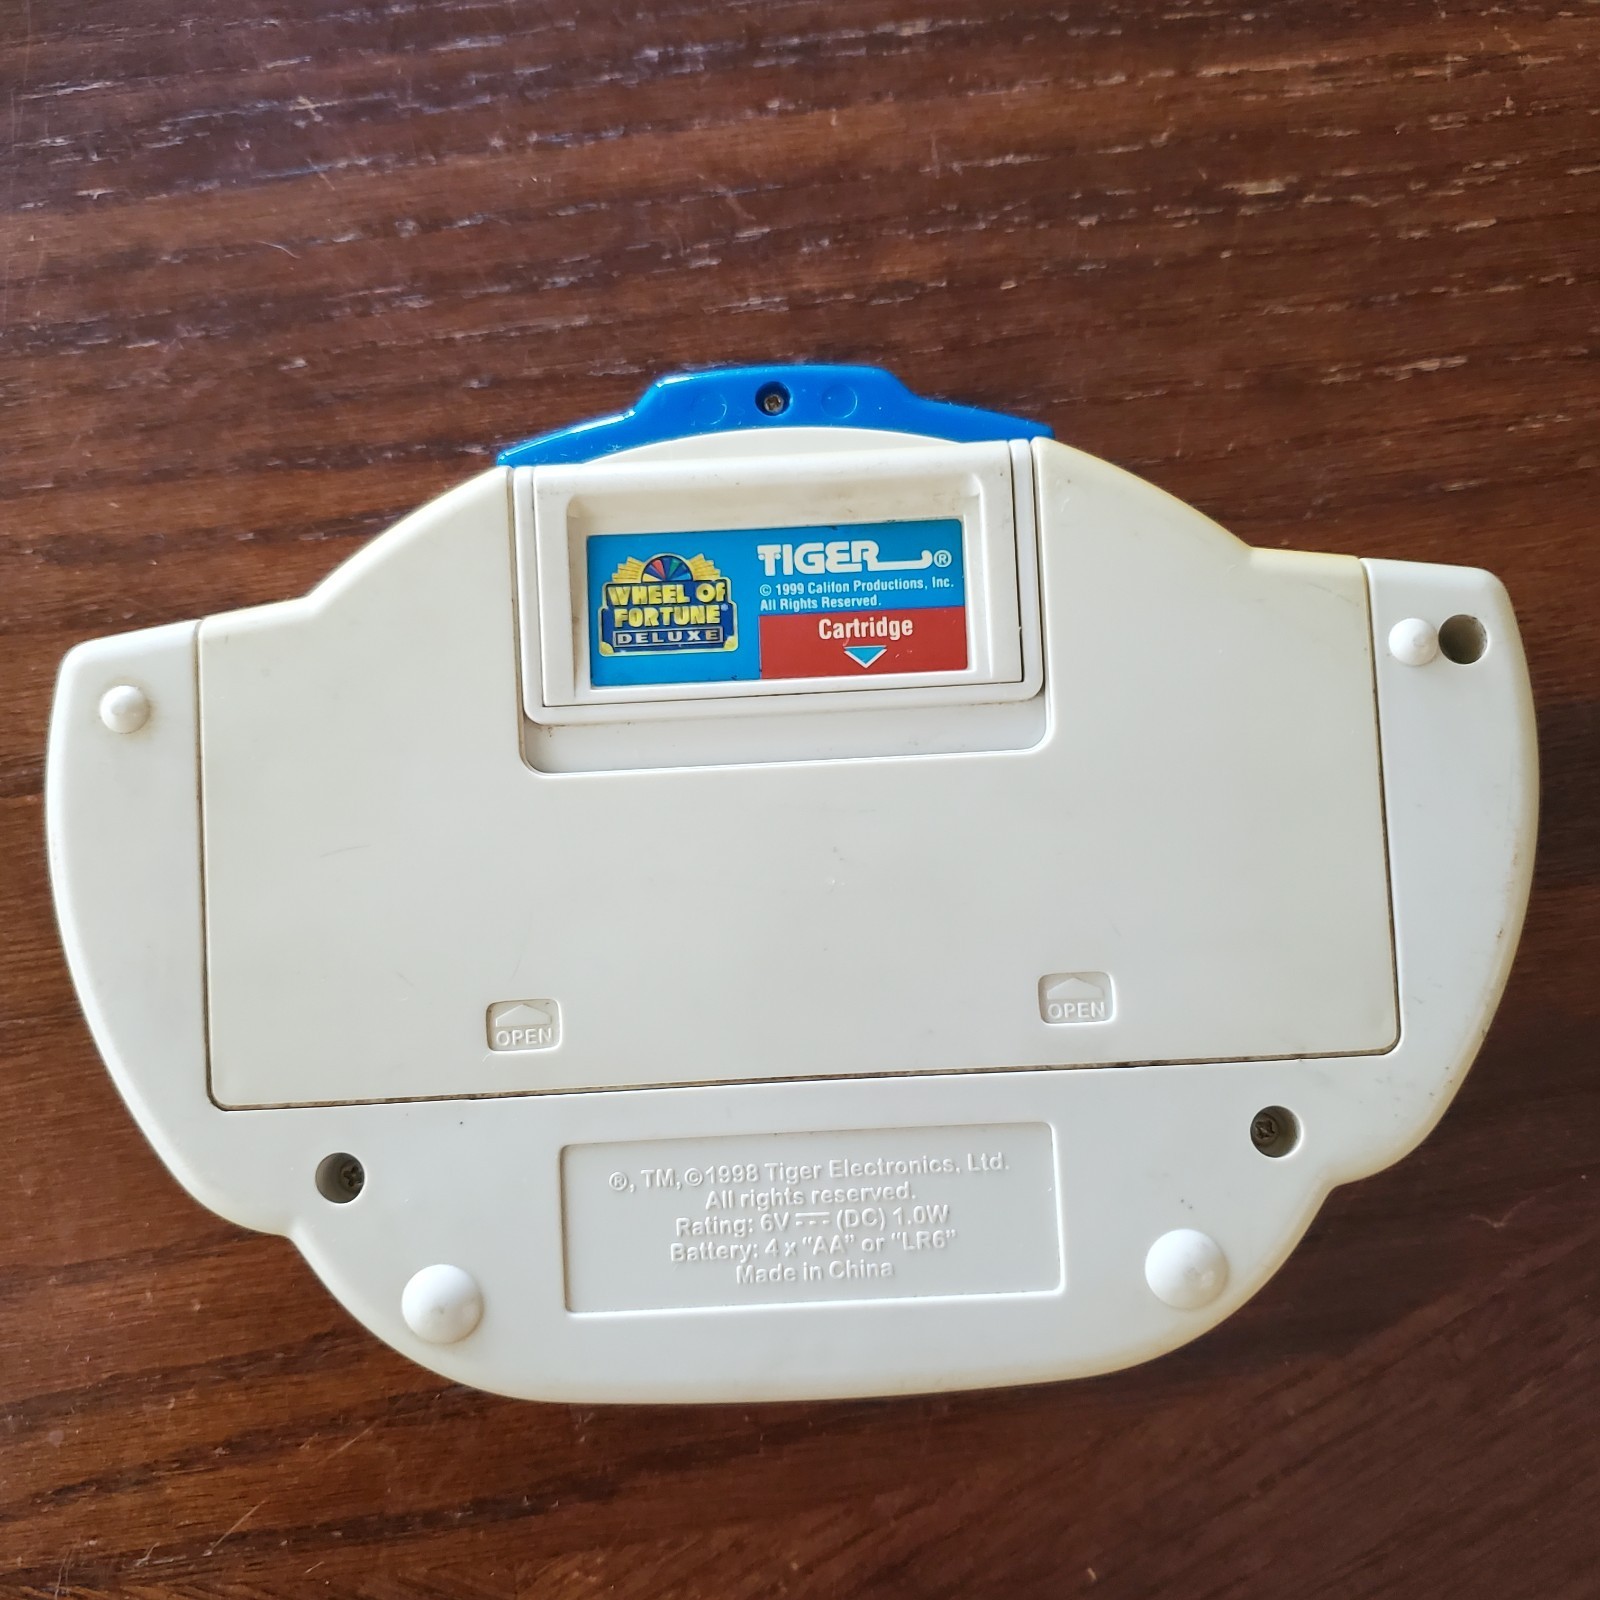 WHEEL OF
FORTUNE®
DELUXE
TIGER®
© 1999 Califon Productions, Inc.
All Rights Reserved.
Cartridge
OPEN
OPEN
®, TM, ©1998 Tiger Electronics, Ltd.
All rights reserved.
Rating: 6V ⎓ (DC) 1.0W
Battery: 4 x "AA" or "LR6"
Made in China